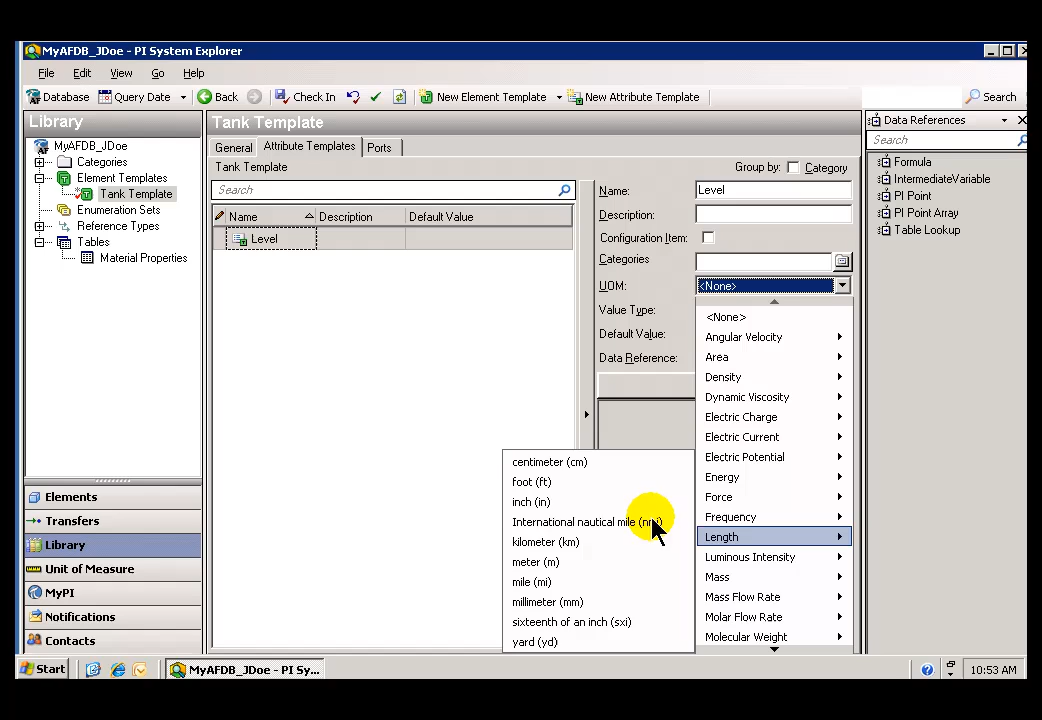 MyAFDB_JDoe - PI System Explorer
File Edit View Go Help
Database Query Date Back Check In New Element Template New Attribute Template Search
Library
MyAFDB_JDoe
Categories
Element Templates
Tank Template
Enumeration Sets
Reference Types
Tables
Material Properties
Elements
Transfers
Library
Unit of Measure
MyPI
Notifications
Contacts
Tank Template
General Attribute Templates Ports
Tank Template
Group by: Category
Search
Name Description Default Value
Level
Name: Level
Description:
Configuration Item:
Categories
UOM: <None>
Value Type:
Default Value:
Data Reference:
<None>
Angular Velocity
Area
Density
Dynamic Viscosity
Electric Charge
Electric Current
Electric Potential
Energy
Force
Frequency
Length
Luminous Intensity
Mass
Mass Flow Rate
Molar Flow Rate
Molecular Weight
centimeter (cm)
foot (ft)
inch (in)
International nautical mile (nmi)
kilometer (km)
meter (m)
mile (mi)
millimeter (mm)
sixteenth of an inch (sxi)
yard (yd)
Data References
Search
Formula
IntermediateVariable
PI Point
PI Point Array
Table Lookup
Start MyAFDB_JDoe - PI Sy... 10:53 AM